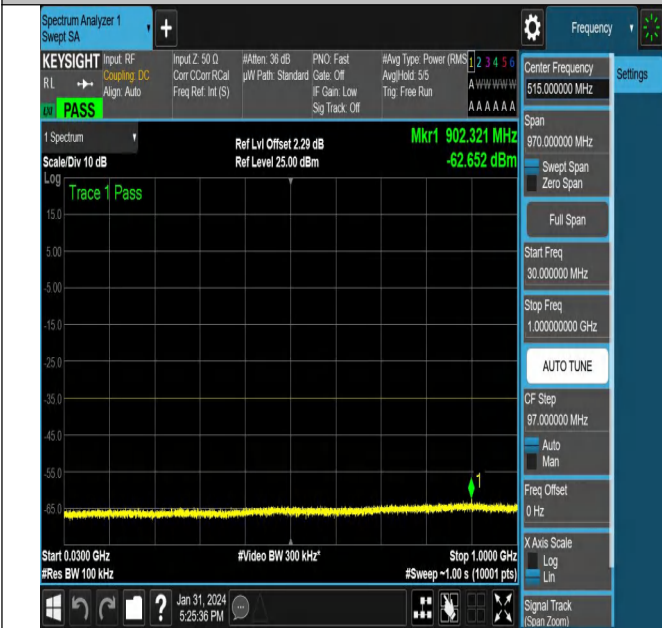 Spectrum Analyzer 1
Swept SA
+
Frequency
KEYSIGHT
RL
LXI
PASS
Input: RF
Coupling: DC
Align: Auto
Input Z: 50 Ω
Corr CCorr RCal
Freq Ref: Int (S)
#Atten: 36 dB
µW Path: Standard
PNO: Fast
Gate: Off
IF Gain: Low
Sig Track: Off
#Avg Type: Power (RMS
Avg|Hold: 5/5
Trig: Free Run
1 2 3 4 5 6
A W W W W W
A A A A A A
1 Spectrum
Scale/Div 10 dB
Log
Ref Lvl Offset 2.29 dB
Ref Level 25.00 dBm
Mkr1 902.321 MHz
-62.652 dBm
Trace 1 Pass
15.0
5.00
-5.00
-15.0
-25.0
-35.0
-45.0
-55.0
-65.0
1
Start 0.0300 GHz
#Res BW 100 kHz
#Video BW 300 kHz*
Stop 1.0000 GHz
#Sweep ~1.00 s (10001 pts)
?
Jan 31, 2024
5:25:36 PM
Center Frequency
515.000000 MHz
Settings
Span
970.000000 MHz
Swept Span
Zero Span
Full Span
Start Freq
30.000000 MHz
Stop Freq
1.000000000 GHz
AUTO TUNE
CF Step
97.000000 MHz
Auto
Man
Freq Offset
0 Hz
X Axis Scale
Log
Lin
Signal Track
(Span Zoom)